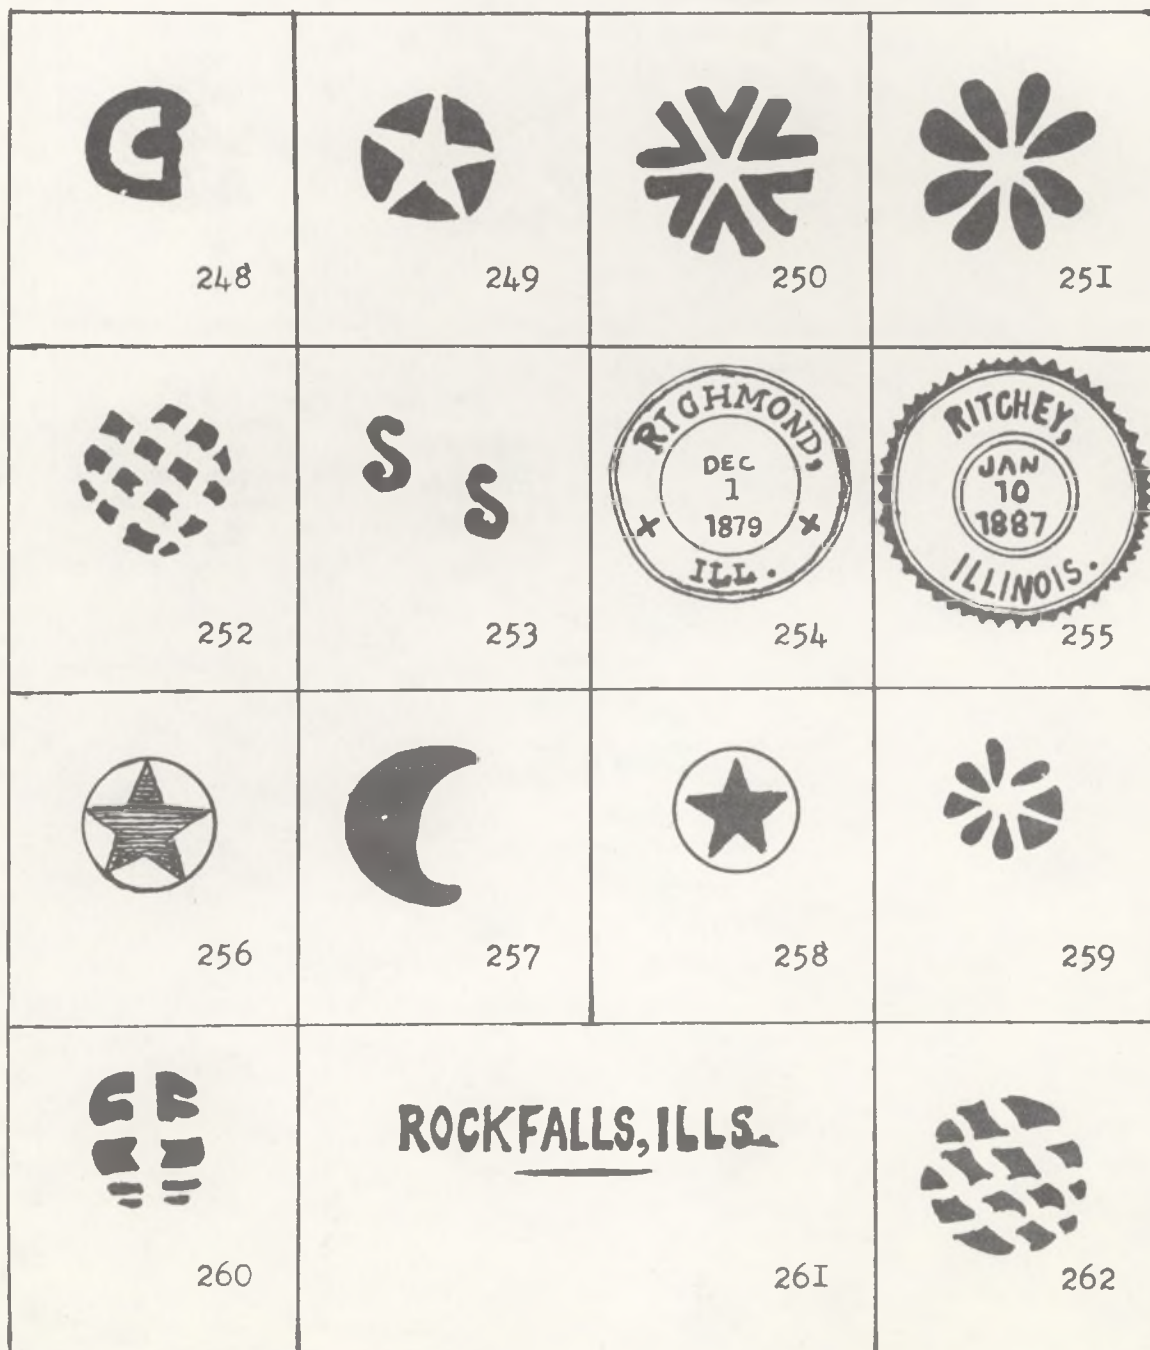 G
248
249
250
251
252
S S
253
RICHMOND,
DEC
1
1879
X X
ILL.
254
RITCHEY,
JAN
10
1887
ILLINOIS.
255
256
257
258
259
260
ROCKFALLS, ILLS.
261
262